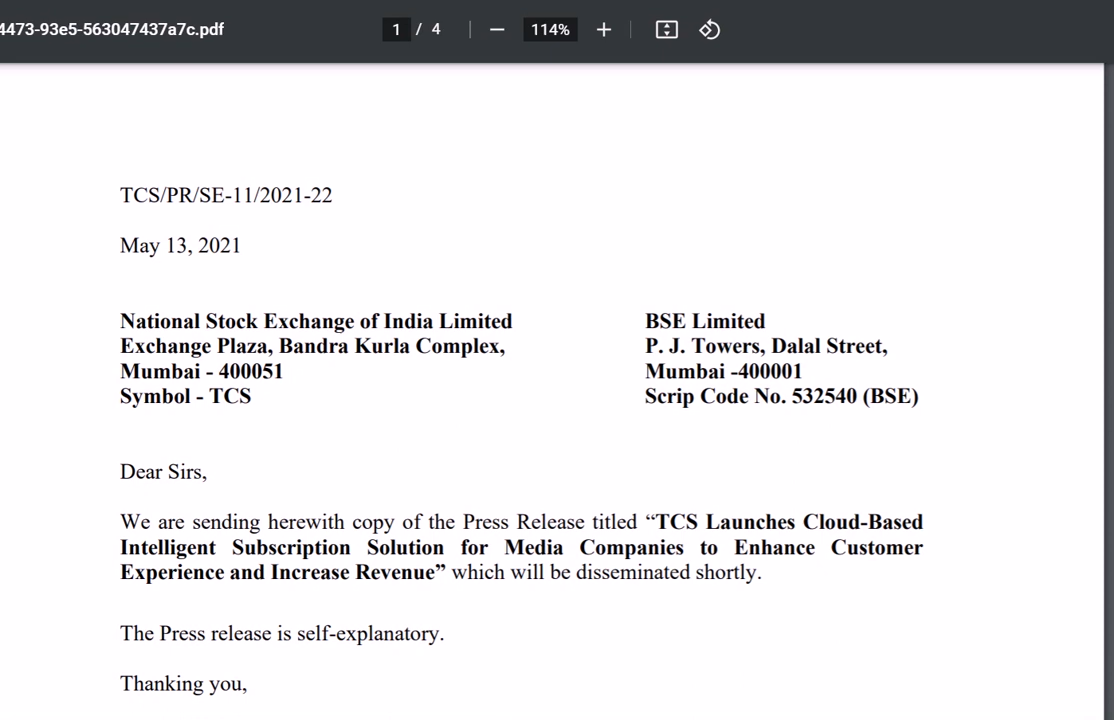 4473-93e5-563047437a7c.pdf
1 / 4
114%
TCS/PR/SE-11/2021-22
May 13, 2021
National Stock Exchange of India Limited
Exchange Plaza, Bandra Kurla Complex,
Mumbai - 400051
Symbol - TCS
BSE Limited
P. J. Towers, Dalal Street,
Mumbai -400001
Scrip Code No. 532540 (BSE)
Dear Sirs,
We are sending herewith copy of the Press Release titled “TCS Launches Cloud-Based
Intelligent Subscription Solution for Media Companies to Enhance Customer
Experience and Increase Revenue” which will be disseminated shortly.
The Press release is self-explanatory.
Thanking you,